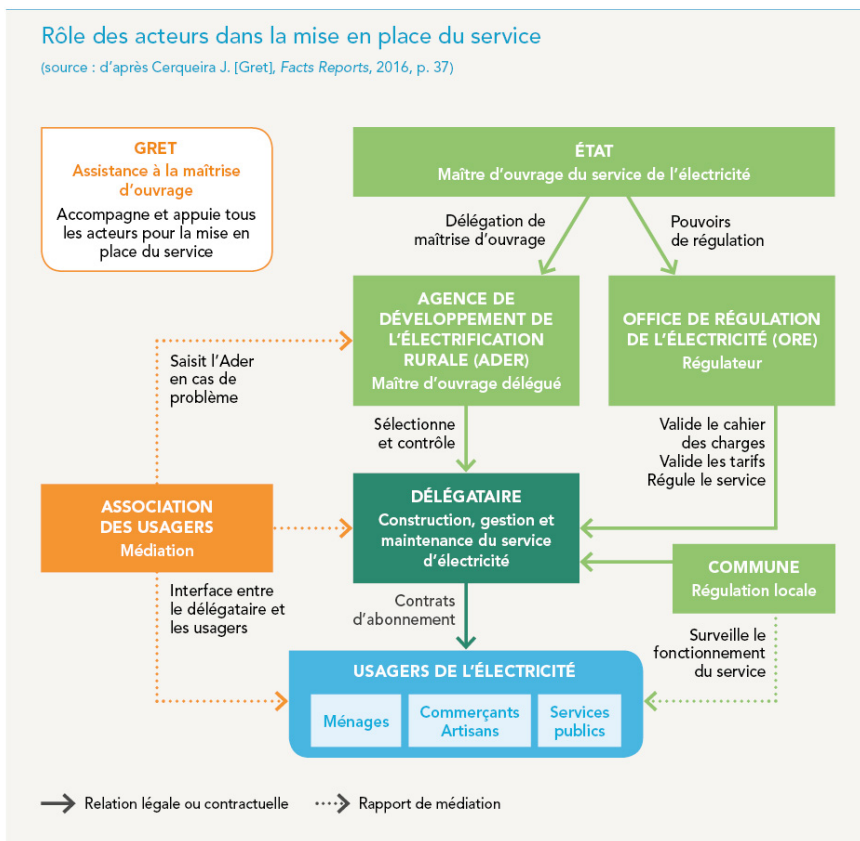 Rôle des acteurs dans la mise en place du service
(source : d’après Cerqueira J. [Gret], Facts Reports, 2016, p. 37)
GRET
Assistance à la maîtrise
d’ouvrage
Accompagne et appuie tous
les acteurs pour la mise en
place du service
ÉTAT
Maître d’ouvrage du service de l’électricité
Délégation de
maîtrise d’ouvrage
Pouvoirs
de régulation
AGENCE DE
DÉVELOPPEMENT DE
L’ÉLECTRIFICATION
RURALE (ADER)
Maître d’ouvrage délégué
OFFICE DE RÉGULATION
DE L’ÉLECTRICITÉ (ORE)
Régulateur
Saisit l’Ader
en cas de
problème
Sélectionne
et contrôle
Valide le cahier
des charges
Valide les tarifs
Régule le service
ASSOCIATION
DES USAGERS
Médiation
DÉLÉGATAIRE
Construction, gestion et
maintenance du service
d’électricité
COMMUNE
Régulation locale
Interface entre
le délégataire et
les usagers
Contrats
d’abonnement
Surveille le
fonctionnement
du service
USAGERS DE L’ÉLECTRICITÉ
Ménages
Commerçants
Artisans
Services
publics
Relation légale ou contractuelle
Rapport de médiation